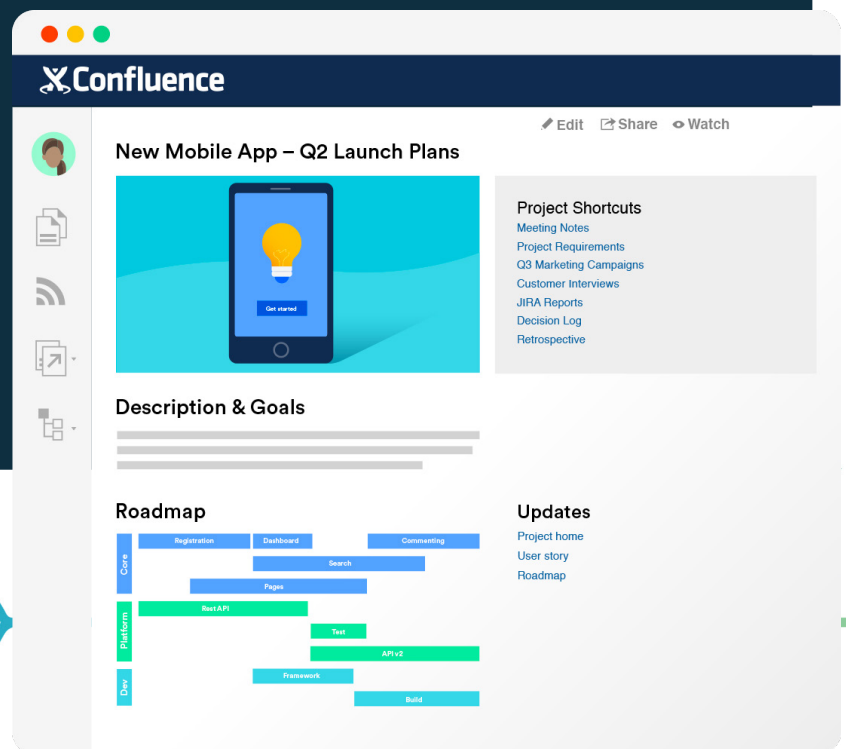 Confluence
Edit Share Watch
New Mobile App – Q2 Launch Plans
Get started
Project Shortcuts
Meeting Notes
Project Requirements
Q3 Marketing Campaigns
Customer Interviews
JIRA Reports
Decision Log
Retrospective
Description & Goals
Roadmap
Core
Registration Dashboard Commenting
Search
Pages
Platform
Rest API
Test
API v2
Dev
Framework
Build
Updates
Project home
User story
Roadmap